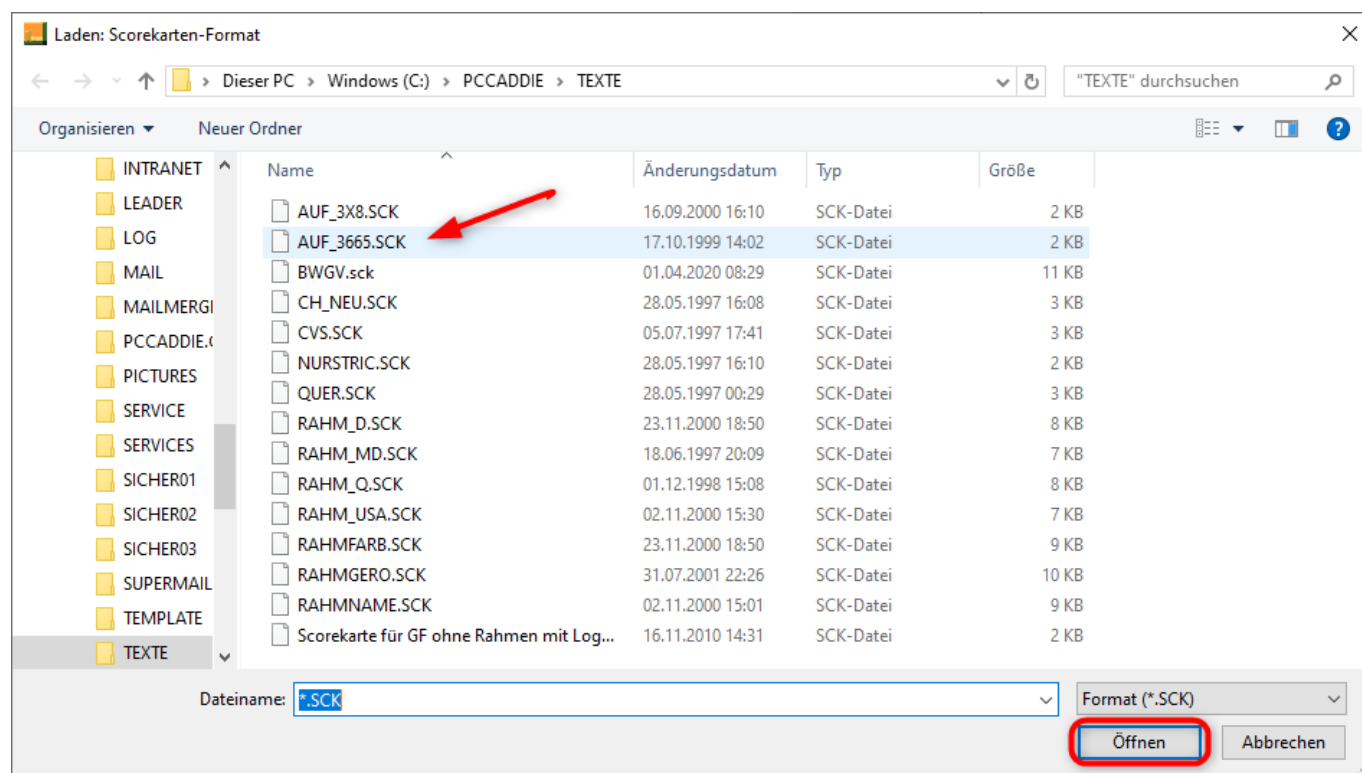 Laden: Scorekarten-Format
Dieser PC > Windows (C:) > PCCADDIE > TEXTE
"TEXTE" durchsuchen
Organisieren
Neuer Ordner
INTRANET
LEADER
LOG
MAIL
MAILMERGI
PCCADDIE.
PICTURES
SERVICE
SERVICES
SICHER01
SICHER02
SICHER03
SUPERMAIL
TEMPLATE
TEXTE
Name Änderungsdatum Typ Größe
AUF_3X8.SCK 16.09.2000 16:10 SCK-Datei 2 KB
AUF_3665.SCK 17.10.1999 14:02 SCK-Datei 2 KB
BWGV.sck 01.04.2020 08:29 SCK-Datei 11 KB
CH_NEU.SCK 28.05.1997 16:08 SCK-Datei 3 KB
CVS.SCK 05.07.1997 17:41 SCK-Datei 3 KB
NURSTRIC.SCK 28.05.1997 16:10 SCK-Datei 2 KB
QUER.SCK 28.05.1997 00:29 SCK-Datei 3 KB
RAHM_D.SCK 23.11.2000 18:50 SCK-Datei 8 KB
RAHM_MD.SCK 18.06.1997 20:09 SCK-Datei 7 KB
RAHM_Q.SCK 01.12.1998 15:08 SCK-Datei 8 KB
RAHM_USA.SCK 02.11.2000 15:30 SCK-Datei 7 KB
RAHMFARB.SCK 23.11.2000 18:50 SCK-Datei 9 KB
RAHMGERO.SCK 31.07.2001 22:26 SCK-Datei 10 KB
RAHMNAME.SCK 02.11.2000 15:01 SCK-Datei 9 KB
Scorekarte für GF ohne Rahmen mit Log... 16.11.2010 14:31 SCK-Datei 2 KB
Dateiname: *.SCK
Format (*.SCK)
Öffnen
Abbrechen